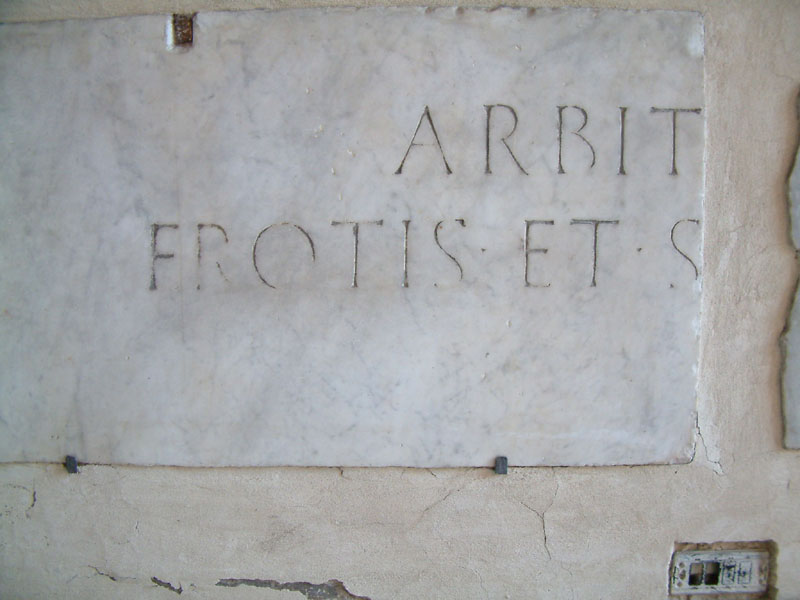 ARBIT
FROTIS · ET · S